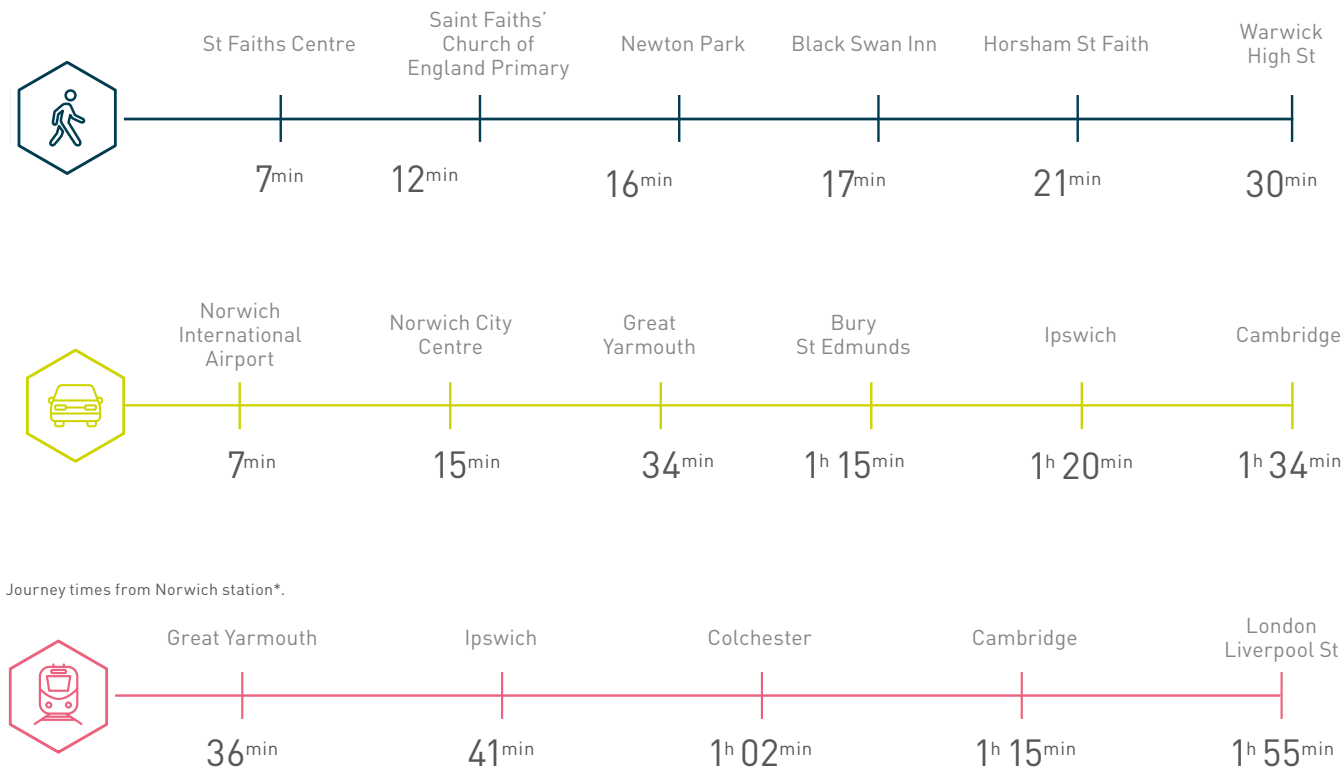 St Faiths Centre
Saint Faiths'
Church of
England Primary
Newton Park
Black Swan Inn
Horsham St Faith
Warwick
High St
7min
12min
16min
17min
21min
30min
Norwich
International
Airport
Norwich City
Centre
Great
Yarmouth
Bury
St Edmunds
Ipswich
Cambridge
7min
15min
34min
1h 15min
1h 20min
1h 34min
Journey times from Norwich station*.
Great Yarmouth
Ipswich
Colchester
Cambridge
London
Liverpool St
36min
41min
1h 02min
1h 15min
1h 55min